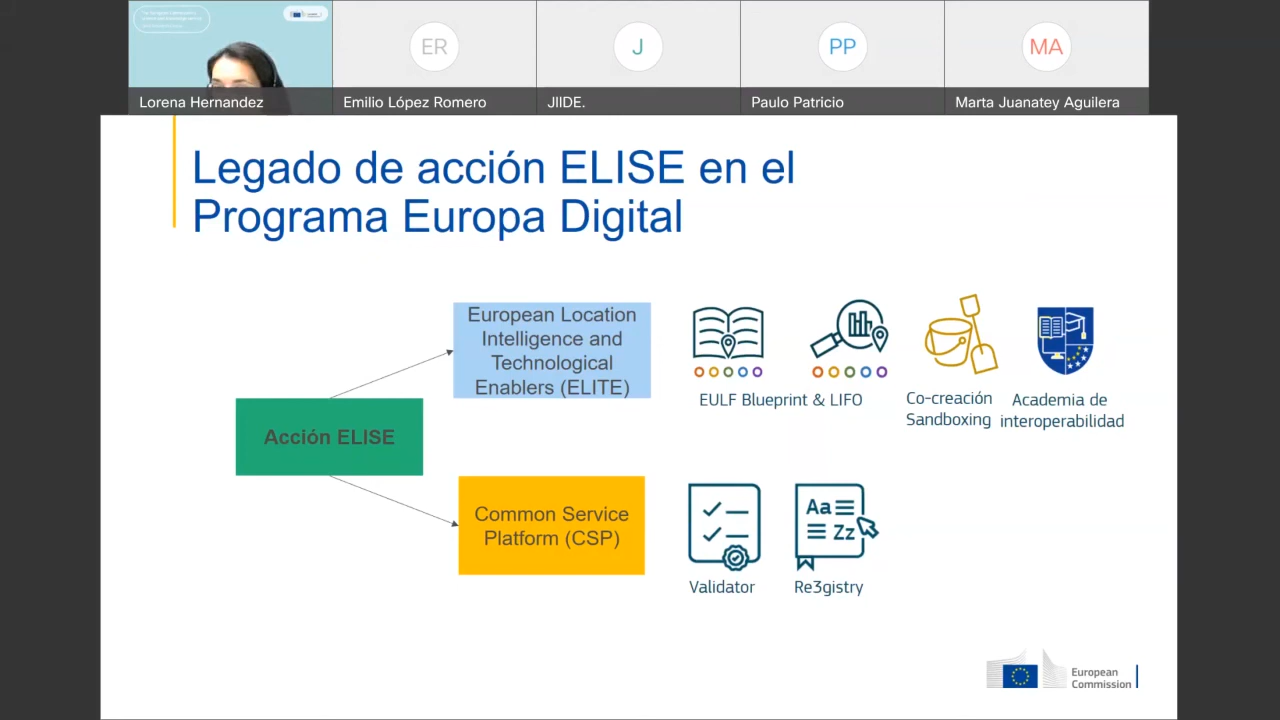 Lorena Hernandez
ER
Emilio López Romero
J
JIIDE.
PP
Paulo Patricio
MA
Marta Juanatey Aguilera
Legado de acción ELISE en el
Programa Europa Digital
Acción ELISE
European Location
Intelligence and
Technological
Enablers (ELITE)
EULF Blueprint & LIFO
Co-creación
Sandboxing
Academia de
interoperabilidad
Common Service
Platform (CSP)
Aa
Zz
Validator
Re3gistry
European
Commission